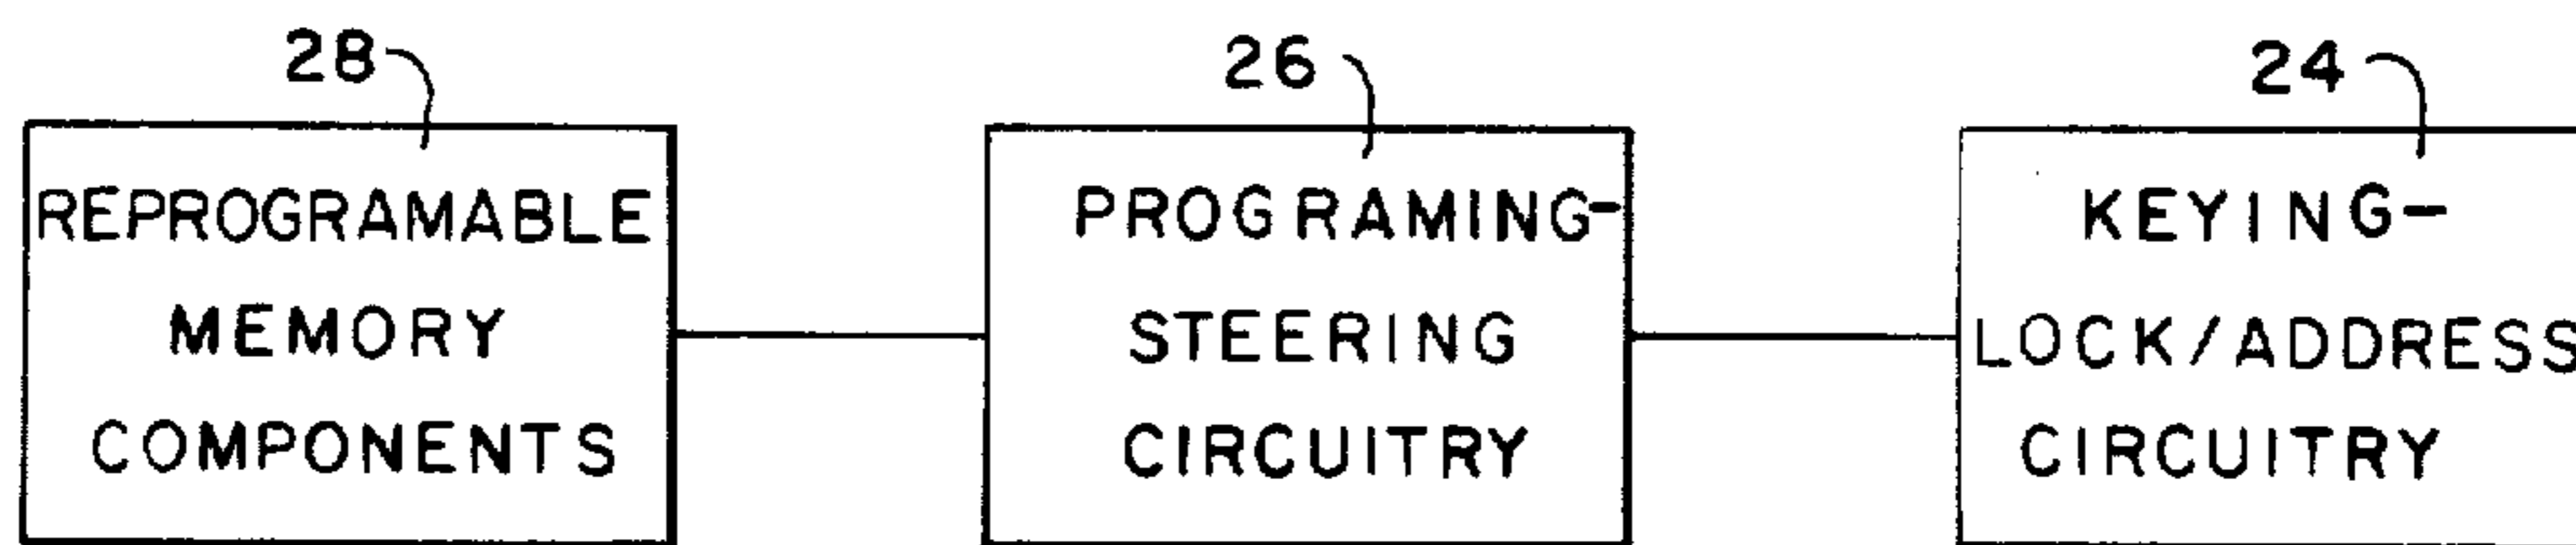 28
REPROGRAMABLE
MEMORY
COMPONENTS
26
PROGRAMING-
STEERING
CIRCUITRY
24
KEYING-
LOCK/ADDRESS
CIRCUITRY